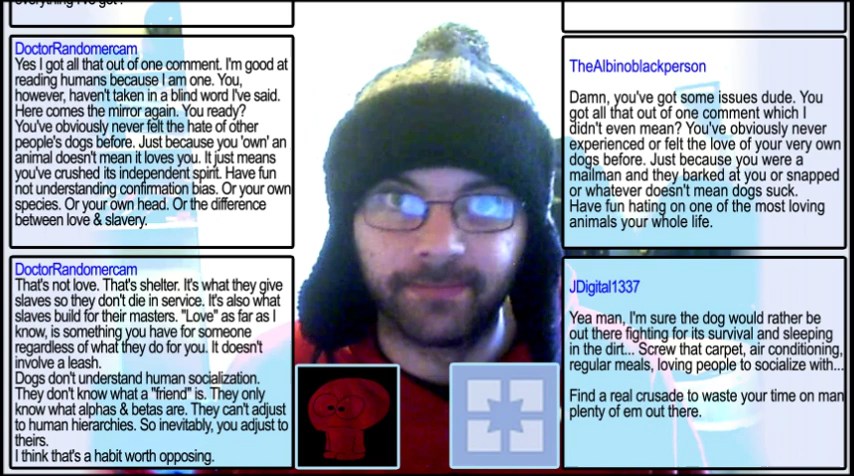 everything I've got?
DoctorRandomercam
Yes I got all that out of one comment. I'm good at
reading humans because I am one. You,
however, haven't taken in a blind word I've said.
Here comes the mirror again. You ready?
You've obviously never felt the hate of other
people's dogs before. Just because you 'own' an
animal doesn't mean it loves you. It just means
you've crushed its independent spirit. Have fun
not understanding confirmation bias. Or your own
species. Or your own head. Or the difference
between love & slavery.
DoctorRandomercam
That's not love. That's shelter. It's what they give
slaves so they don't die in service. It's also what
slaves build for their masters. "Love" as far as I
know, is something you have for someone
regardless of what they do for you. It doesn't
involve a leash.
Dogs don't understand human socialization.
They don't know what a "friend" is. They only
know what alphas & betas are. They can't adjust
to human hierarchies. So inevitably, you adjust to
theirs.
I think that's a habit worth opposing.
TheAlbinoblackperson
Damn, you've got some issues dude. You
got all that out of one comment which I
didn't even mean? You've obviously never
experienced or felt the love of your very own
dogs before. Just because you were a
mailman and they barked at you or snapped
or whatever doesn't mean dogs suck.
Have fun hating on one of the most loving
animals your whole life.
JDigital1337
Yea man, I'm sure the dog would rather be
out there fighting for its survival and sleeping
in the dirt... Screw that carpet, air conditioning,
regular meals, loving people to socialize with...
Find a real crusade to waste your time on man
plenty of em out there.